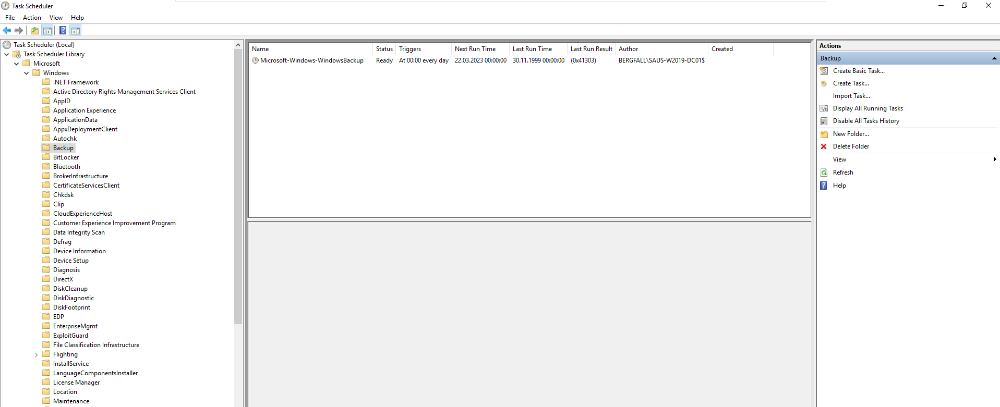 Task Scheduler
File Action View Help
Task Scheduler (Local)
Task Scheduler Library
Microsoft
Windows
.NET Framework
Active Directory Rights Management Services Client
AppID
Application Experience
ApplicationData
AppxDeploymentClient
Autochk
Backup
BitLocker
Bluetooth
BrokerInfrastructure
CertificateServicesClient
Chkdsk
Clip
CloudExperienceHost
Customer Experience Improvement Program
Data Integrity Scan
Defrag
Device Information
Device Setup
Diagnosis
DirectX
DiskCleanup
DiskDiagnostic
DiskFootprint
EDP
EnterpriseMgmt
ExploitGuard
File Classification Infrastructure
Flighting
InstallService
LanguageComponentsInstaller
License Manager
Location
Maintenance
Name Status Triggers Next Run Time Last Run Time Last Run Result Author Created
Microsoft-Windows-WindowsBackup Ready At 00:00 every day 22.03.2023 00:00:00 30.11.1999 00:00:00 (0x41303) BERGFALL\SAUS-W2019-DC01$
Actions
Backup
Create Basic Task...
Create Task...
Import Task...
Display All Running Tasks
Disable All Tasks History
New Folder...
Delete Folder
View
Refresh
Help